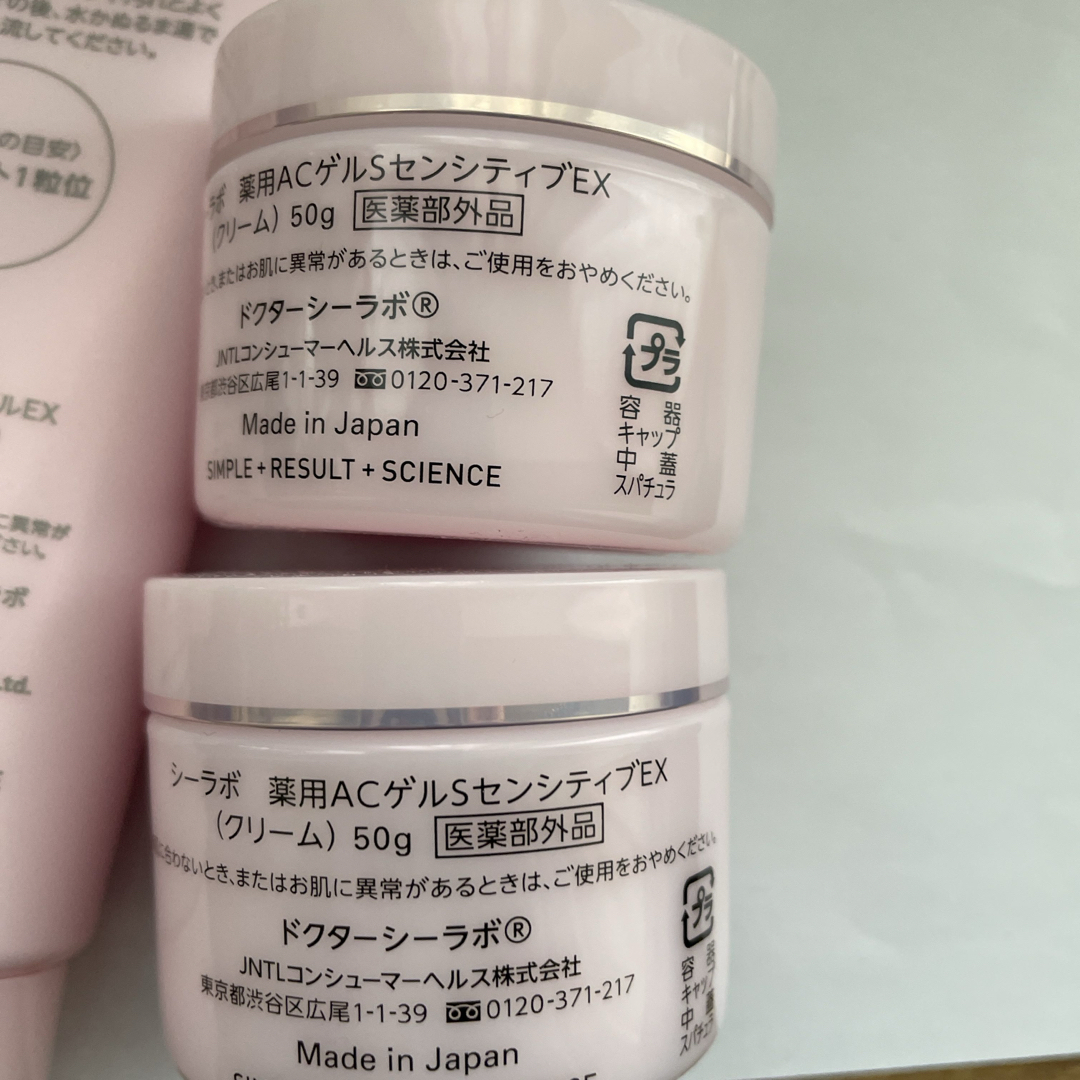 の後、水かぬるま湯で
流してください。
の目安〉
1粒位
ルEX
に異常が
さい。
ボ
Ltd.
ラボ 薬用ACゲルSセンシティブEX
（クリーム）50g 医薬部外品
とき、またはお肌に異常があるときは、ご使用をおやめください。
ドクターシーラボ®
JNTLコンシューマーヘルス株式会社
東京都渋谷区広尾1-1-39 0120-371-217
Made in Japan
SIMPLE + RESULT + SCIENCE
プラ
容器
キャップ
中蓋
スパチュラ
シーラボ 薬用ACゲルSセンシティブEX
（クリーム）50g 医薬部外品
に合わないとき、またはお肌に異常があるときは、ご使用をおやめください。
ドクターシーラボ®
JNTLコンシューマーヘルス株式会社
東京都渋谷区広尾1-1-39 0120-371-217
Made in Japan
プラ
容器
キャップ
中蓋
スパチュラ